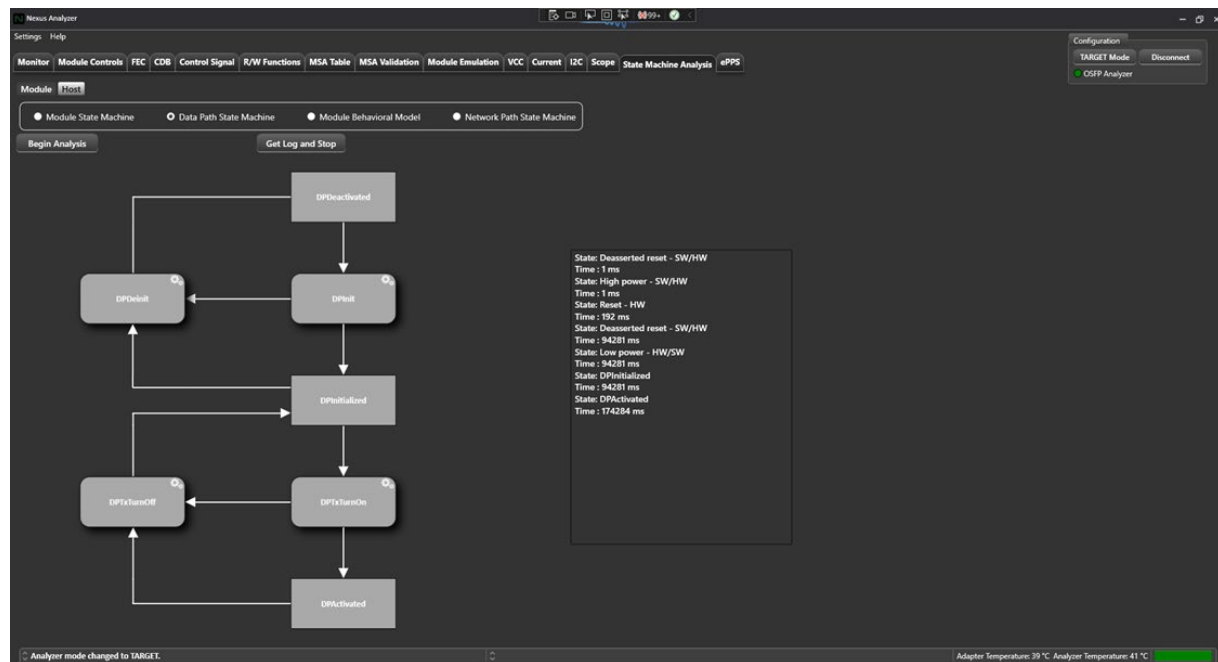 Nexus Analyzer
99+
Settings Help
Configuration
TARGET Mode Disconnect
OSFP Analyzer
Monitor Module Controls FEC CDB Control Signal R/W Functions MSA Table MSA Validation Module Emulation VCC Current I2C Scope State Machine Analysis ePPS
Module Host
Module State Machine Data Path State Machine Module Behavioral Model Network Path State Machine
Begin Analysis Get Log and Stop
DPDeactivated
DPDeinit DPInit
DPInitialized
DPTxTurnOff DPTxTurnOn
DPActivated
State: Deasserted reset - SW/HW
Time : 1 ms
State: High power - SW/HW
Time : 1 ms
State: Reset - HW
Time : 192 ms
State: Deasserted reset - SW/HW
Time : 94281 ms
State: Low power - HW/SW
Time : 94281 ms
State: DPInitialized
Time : 94281 ms
State: DPActivated
Time : 174284 ms
Analyzer mode changed to TARGET.
Adapter Temperature: 39 °C Analyzer Temperature: 41 °C